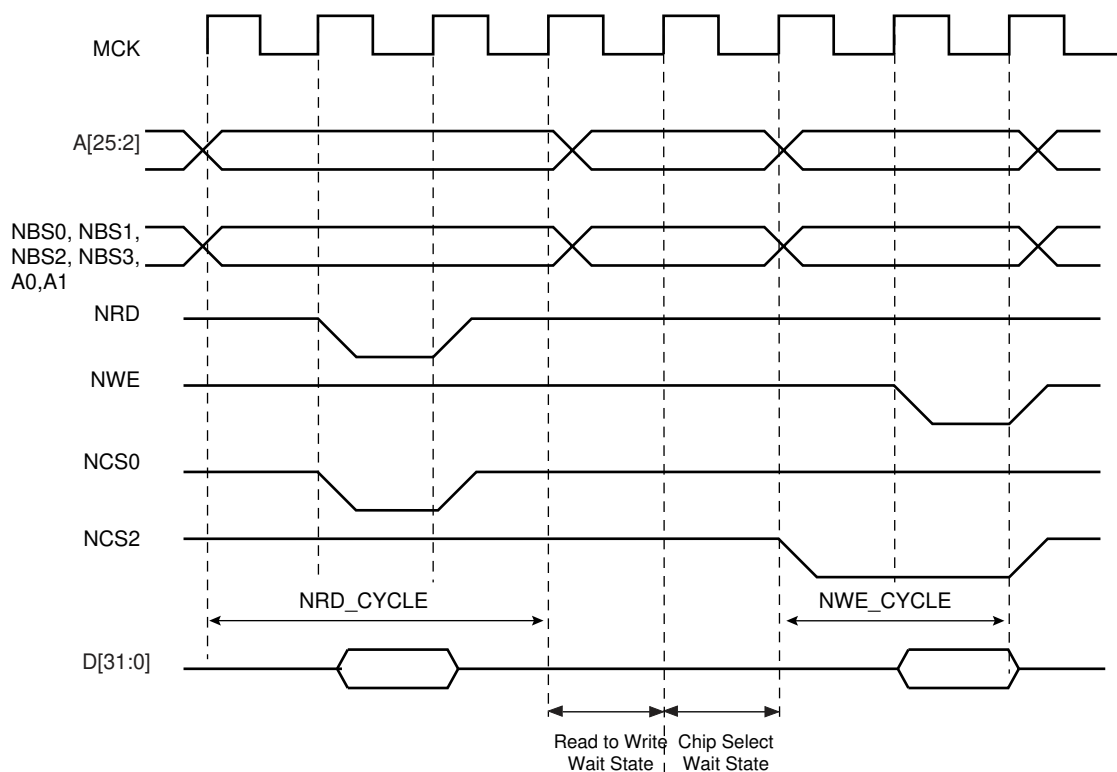 MCK
A[25:2]
NBS0, NBS1,
NBS2, NBS3,
A0,A1
NRD
NWE
NCS0
NCS2
NRD_CYCLE
NWE_CYCLE
D[31:0]
Read to Write
Wait State
Chip Select
Wait State